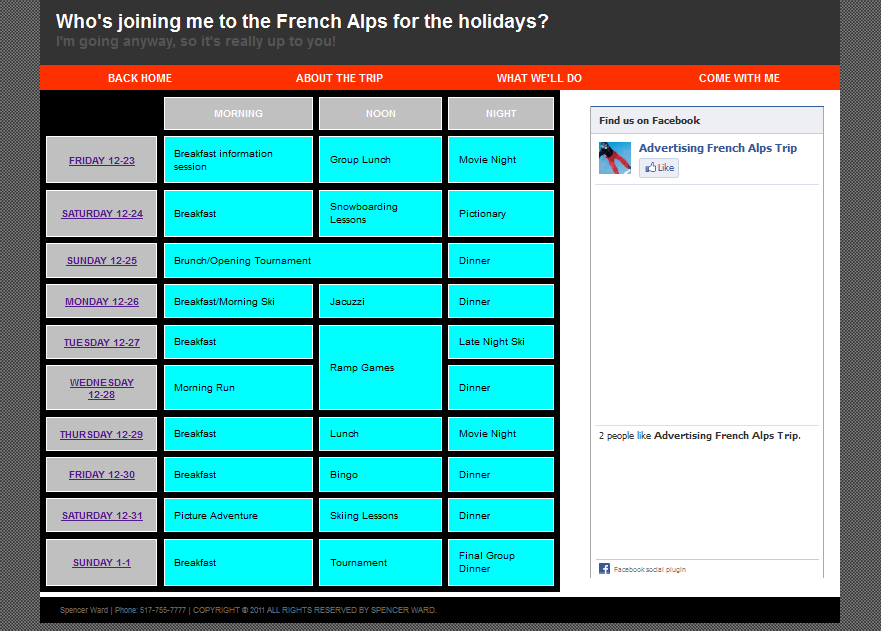 Who's joining me to the French Alps for the holidays?
I'm going anyway, so it's really up to you!
BACK HOME ABOUT THE TRIP WHAT WE'LL DO COME WITH ME
MORNING NOON NIGHT
FRIDAY 12-23 Breakfast information session Group Lunch Movie Night
SATURDAY 12-24 Breakfast Snowboarding Lessons Pictionary
SUNDAY 12-25 Brunch/Opening Tournament Dinner
MONDAY 12-26 Breakfast/Morning Ski Jacuzzi Dinner
TUESDAY 12-27 Breakfast Ramp Games Late Night Ski
WEDNESDAY 12-28 Morning Run Dinner
THURSDAY 12-29 Breakfast Lunch Movie Night
FRIDAY 12-30 Breakfast Bingo Dinner
SATURDAY 12-31 Picture Adventure Skiing Lessons Dinner
SUNDAY 1-1 Breakfast Tournament Final Group Dinner
Find us on Facebook
Advertising French Alps Trip
Like
2 people like Advertising French Alps Trip.
Facebook social plugin
Spencer Ward | Phone: 517-755-7777 | COPYRIGHT © 2011 ALL RIGHTS RESERVED BY SPENCER WARD.